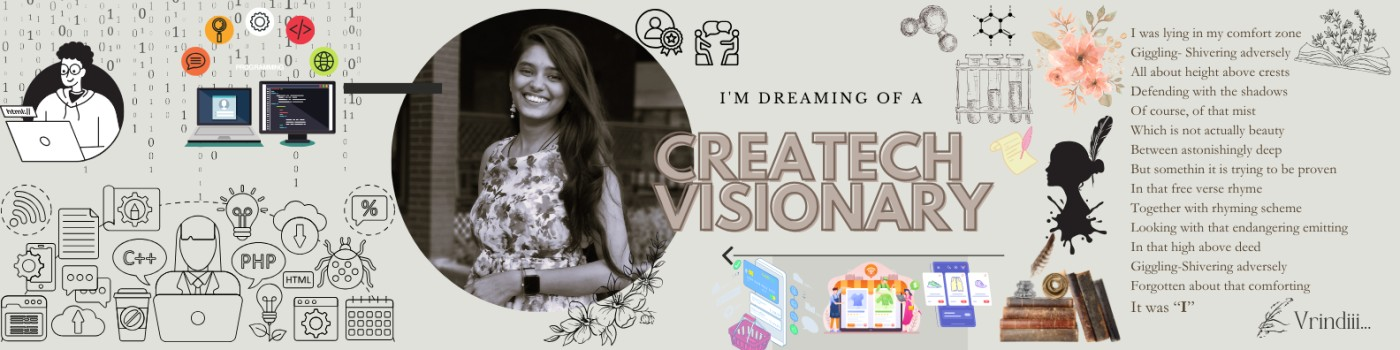 html.//
</>
C++
PHP
HTML
%
I'M DREAMING OF A
CREATECH
VISIONARY
I was lying in my comfort zone
Giggling- Shivering adversely
All about height above crests
Defending with the shadows
Of course, of that mist
Which is not actually beauty
Between astonishingly deep
But somethin it is trying to be proven
In that free verse rhyme
Together with rhyming scheme
Looking with that endangering emitting
In that high above deed
Giggling-Shivering adversely
Forgotten about that comforting
It was “I”
Vrindiii...